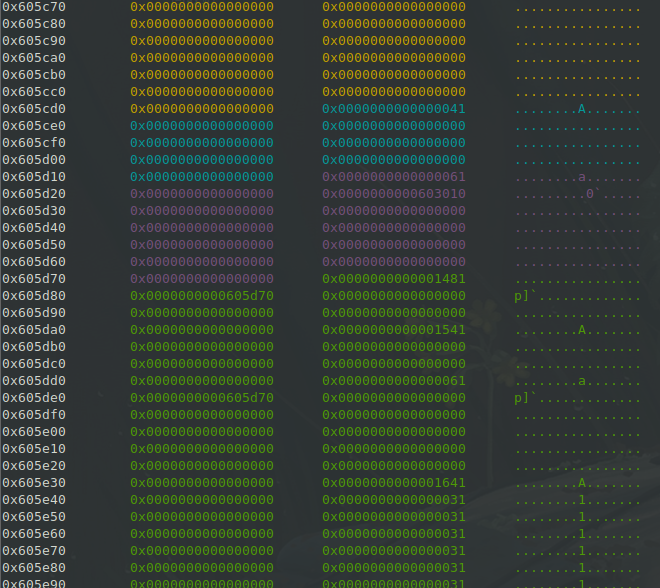 0x605c70 0x0000000000000000 0x0000000000000000 ................
0x605c80 0x0000000000000000 0x0000000000000000 ................
0x605c90 0x0000000000000000 0x0000000000000000 ................
0x605ca0 0x0000000000000000 0x0000000000000000 ................
0x605cb0 0x0000000000000000 0x0000000000000000 ................
0x605cc0 0x0000000000000000 0x0000000000000000 ................
0x605cd0 0x0000000000000000 0x0000000000000041 ........A.......
0x605ce0 0x0000000000000000 0x0000000000000000 ................
0x605cf0 0x0000000000000000 0x0000000000000000 ................
0x605d00 0x0000000000000000 0x0000000000000000 ................
0x605d10 0x0000000000000000 0x0000000000000061 ........a.......
0x605d20 0x0000000000000000 0x0000000000603010 .........0`.....
0x605d30 0x0000000000000000 0x0000000000000000 ................
0x605d40 0x0000000000000000 0x0000000000000000 ................
0x605d50 0x0000000000000000 0x0000000000000000 ................
0x605d60 0x0000000000000000 0x0000000000000000 ................
0x605d70 0x0000000000000000 0x0000000000001481 ................
0x605d80 0x0000000000605d70 0x0000000000000000 p]`.............
0x605d90 0x0000000000000000 0x0000000000000000 ................
0x605da0 0x0000000000000000 0x0000000000001541 ........A.......
0x605db0 0x0000000000000000 0x0000000000000000 ................
0x605dc0 0x0000000000000000 0x0000000000000000 ................
0x605dd0 0x0000000000000000 0x0000000000000061 ........a.......
0x605de0 0x0000000000605d70 0x0000000000000000 p]`.............
0x605df0 0x0000000000000000 0x0000000000000000 ................
0x605e00 0x0000000000000000 0x0000000000000000 ................
0x605e10 0x0000000000000000 0x0000000000000000 ................
0x605e20 0x0000000000000000 0x0000000000000000 ................
0x605e30 0x0000000000000000 0x0000000000001641 ........A.......
0x605e40 0x0000000000000000 0x0000000000000031 ........1.......
0x605e50 0x0000000000000000 0x0000000000000031 ........1.......
0x605e60 0x0000000000000000 0x0000000000000031 ........1.......
0x605e70 0x0000000000000000 0x0000000000000031 ........1.......
0x605e80 0x0000000000000000 0x0000000000000031 ........1.......
0x605e90 0x0000000000000000 0x0000000000000031 ........1.......